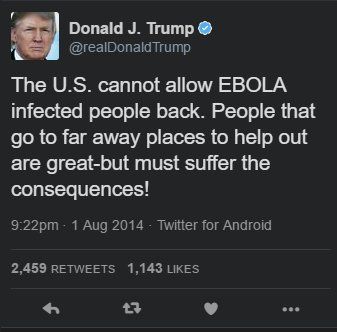 Donald J. Trump
@realDonaldTrump
The U.S. cannot allow EBOLA
infected people back. People that
go to far away places to help out
are great-but must suffer the
consequences!
9:22pm · 1 Aug 2014 · Twitter for Android
2,459 RETWEETS 1,143 LIKES